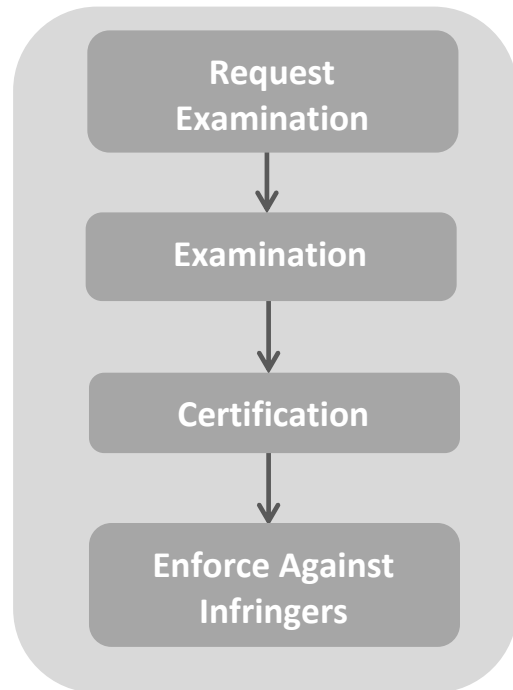 Request
Examination
Examination
Certification
Enforce Against
Infringers